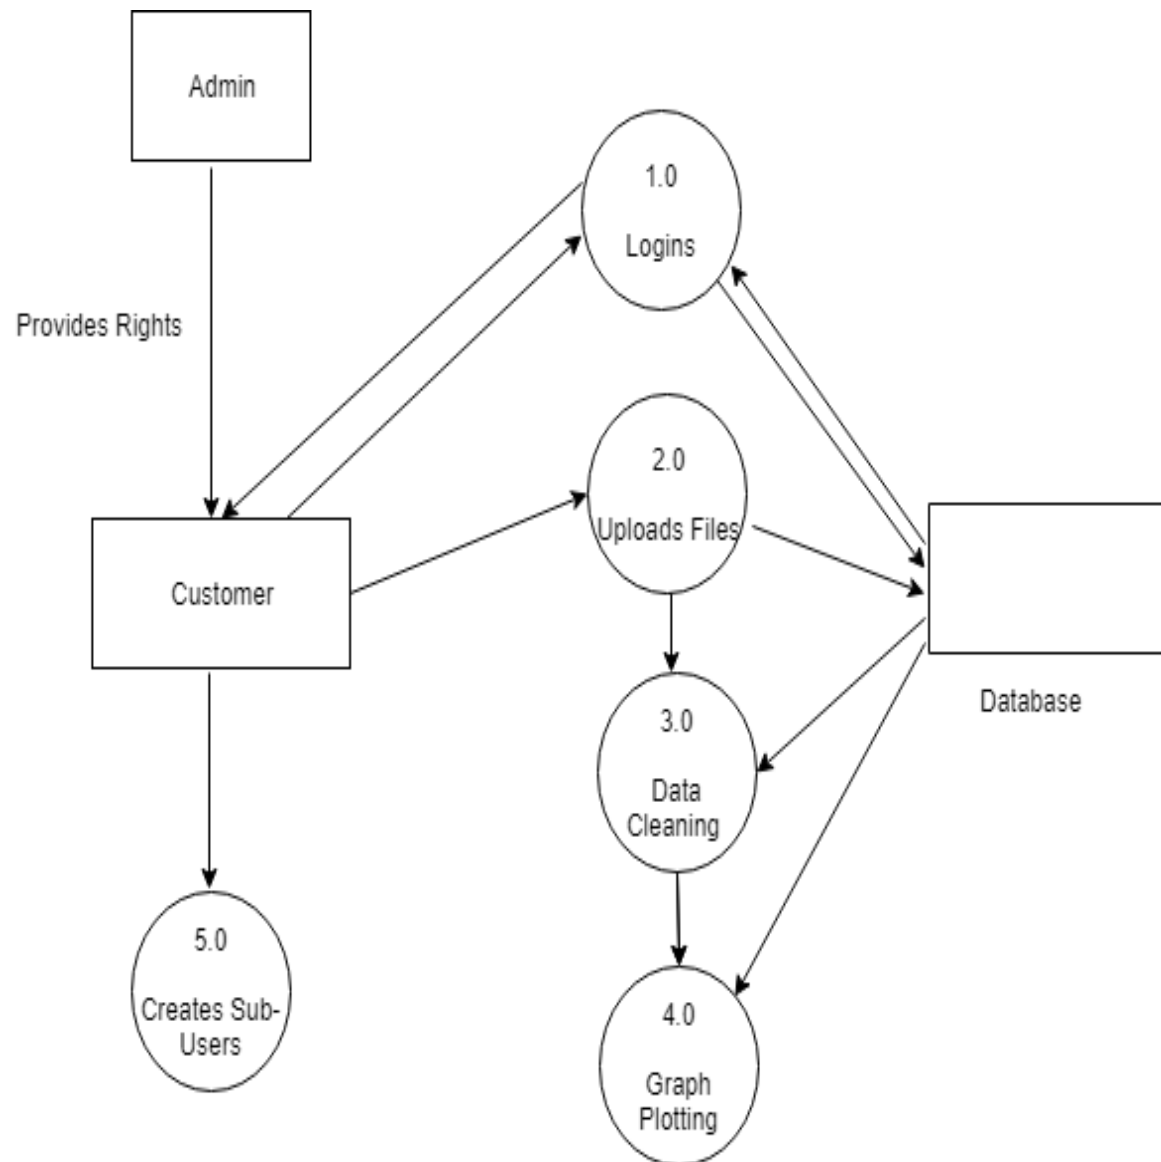 Admin
1.0
Logins
Provides Rights
2.0
Uploads Files
Customer
Database
3.0
Data
Cleaning
5.0
Creates Sub-
Users
4.0
Graph
Plotting